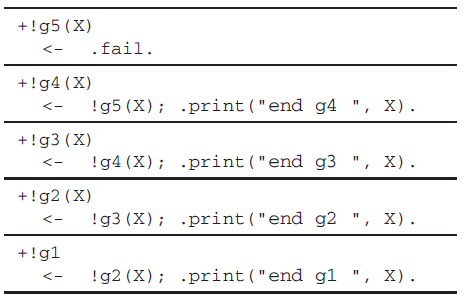 +!g5(X)
<- .fail.
+!g4(X)
<- !g5(X); .print("end g4 ", X).
+!g3(X)
<- !g4(X); .print("end g3 ", X).
+!g2(X)
<- !g3(X); .print("end g2 ", X).
+!g1
<- !g2(X); .print("end g1 ", X).